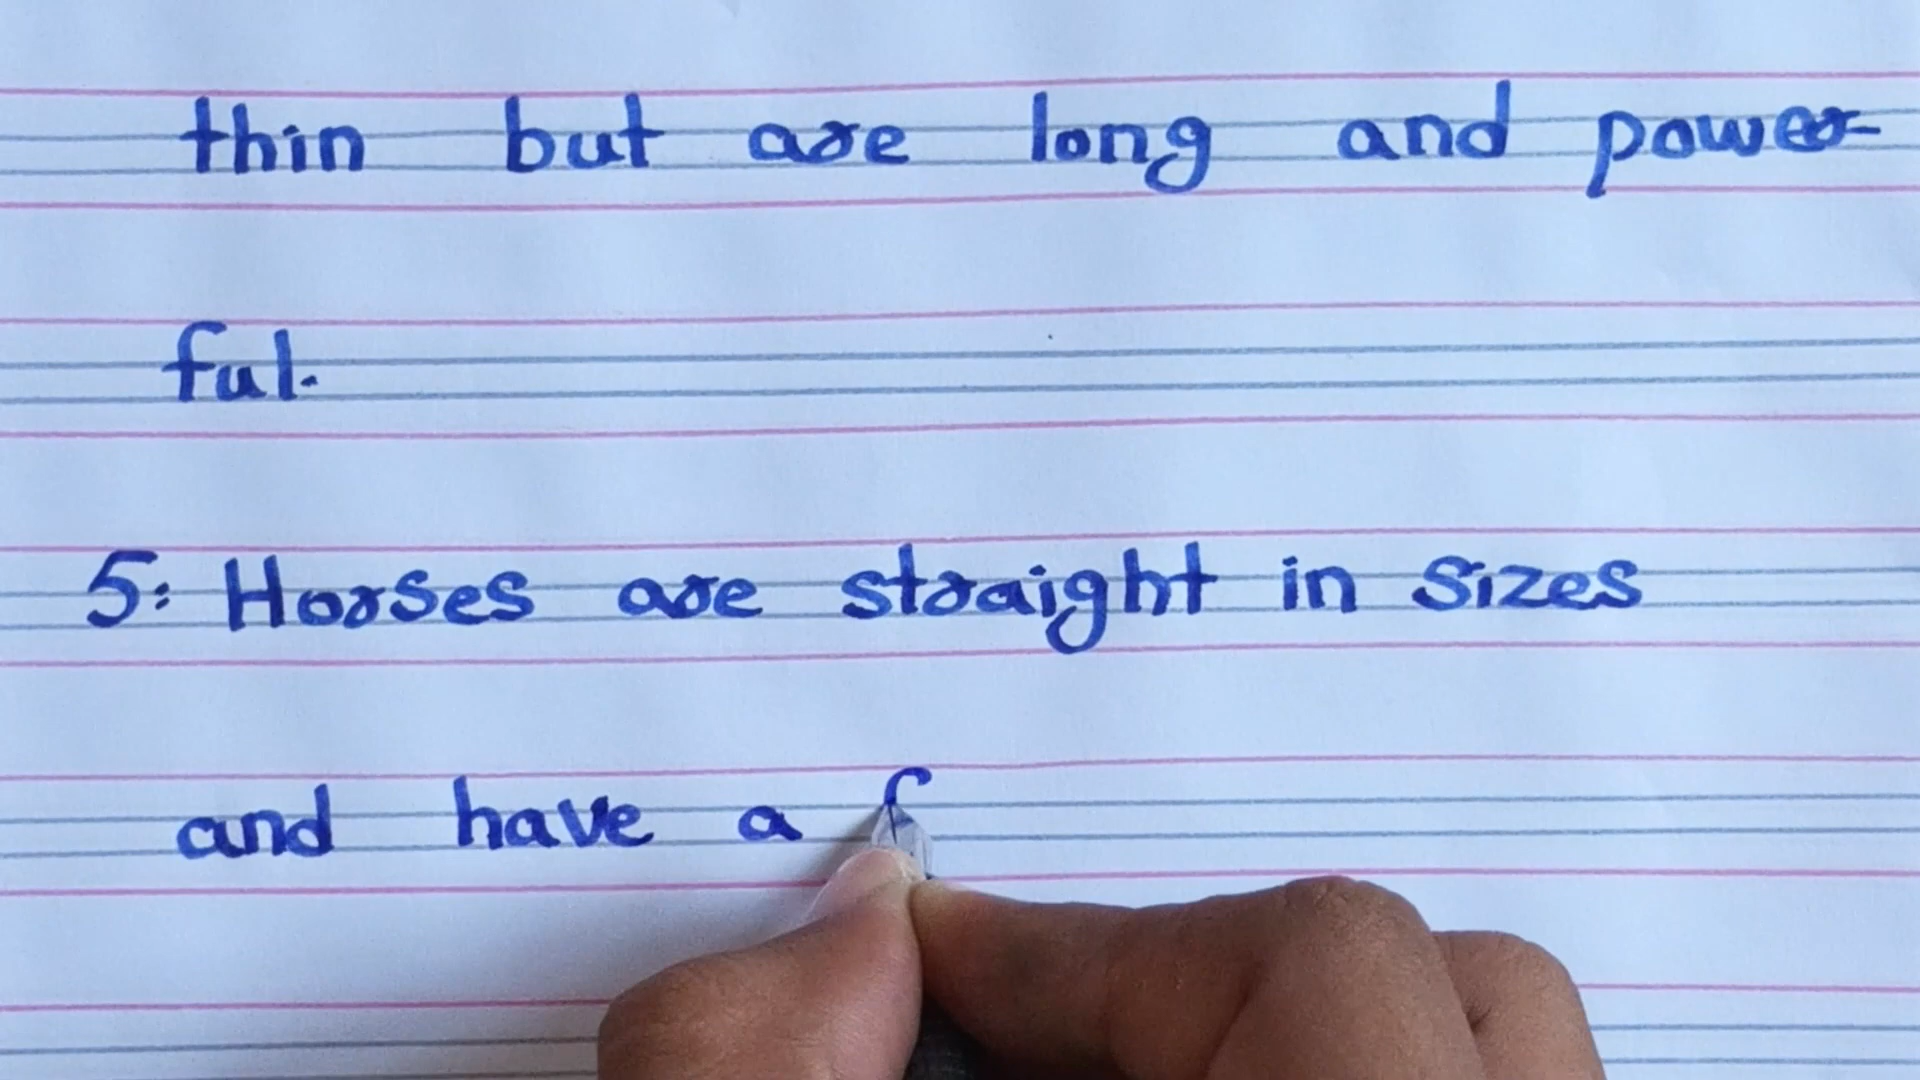 thin but are long and power-
ful.
5: Horses are straight in sizes
and have a f